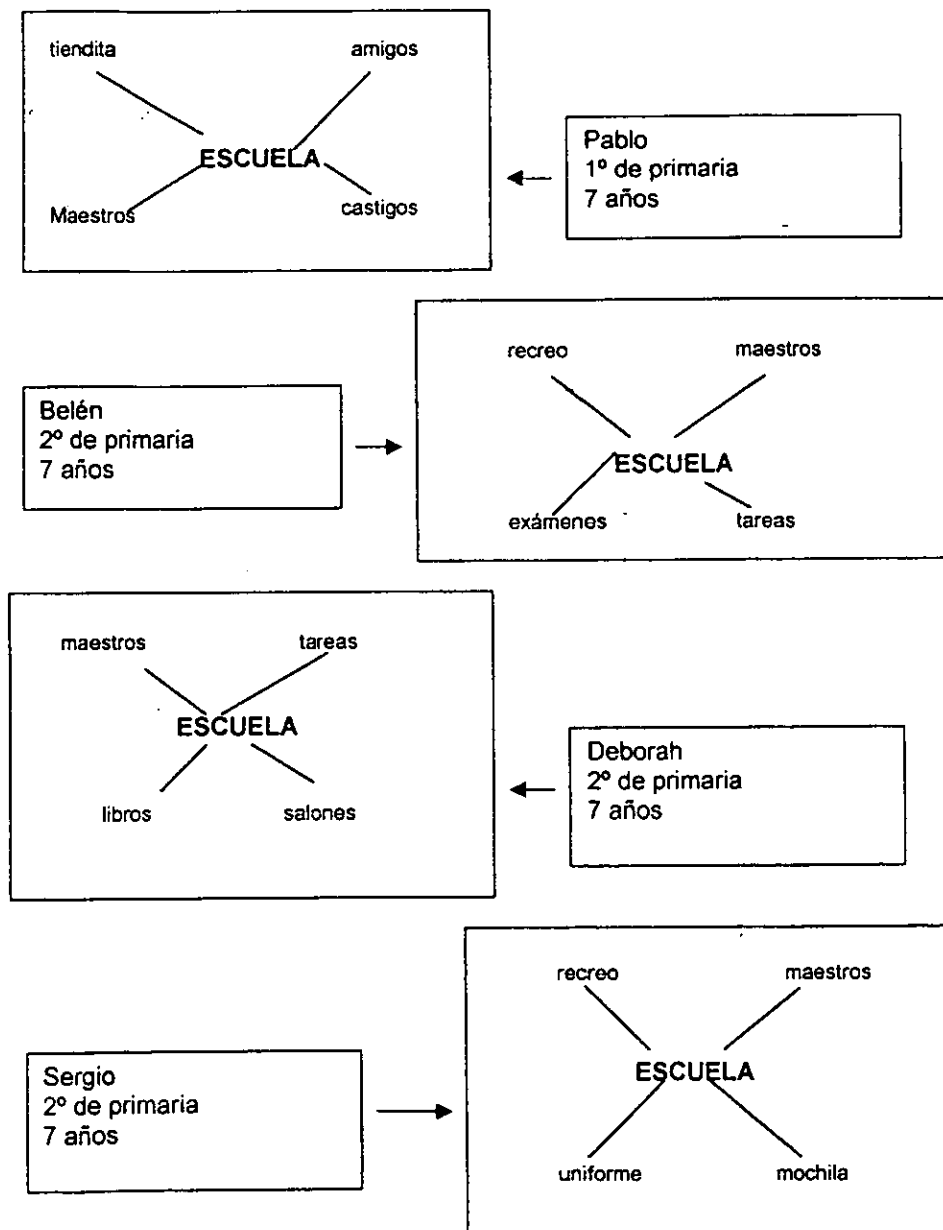 tiendita amigos
ESCUELA
Maestros castigos
Pablo
1º de primaria
7 años
recreo maestros
ESCUELA
exámenes tareas
Belén
2º de primaria
7 años
maestros tareas
ESCUELA
libros salones
Deborah
2º de primaria
7 años
recreo maestros
ESCUELA
uniforme mochila
Sergio
2º de primaria
7 años